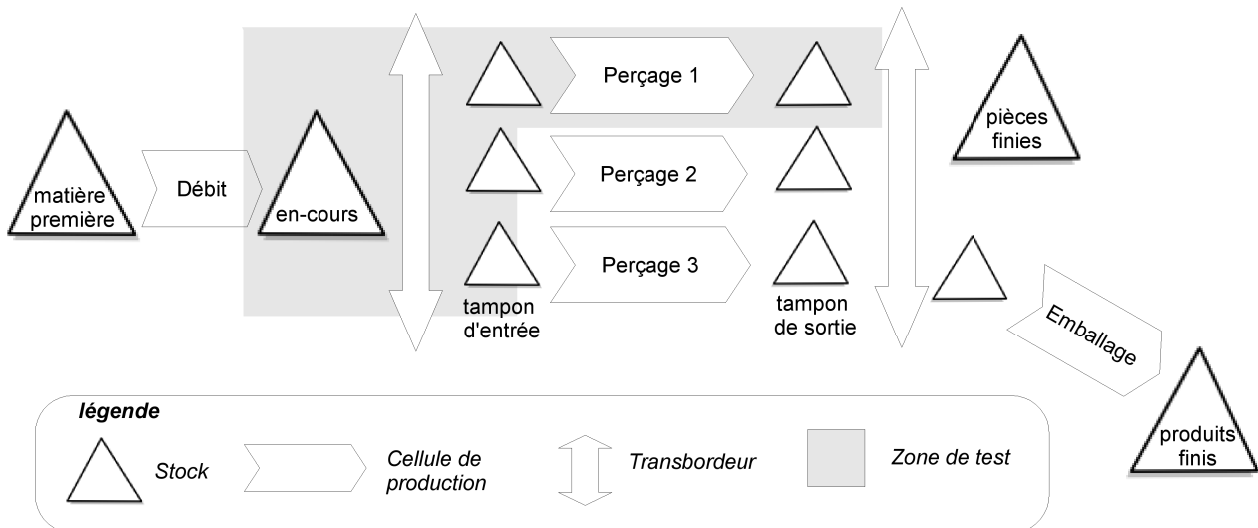 Perçage 1
Perçage 2
Perçage 3
matière
première
Débit
en-cours
tampon
d'entrée
tampon
de sortie
pièces
finies
Emballage
produits
finis
légende
Stock
Cellule de
production
Transbordeur
Zone de test